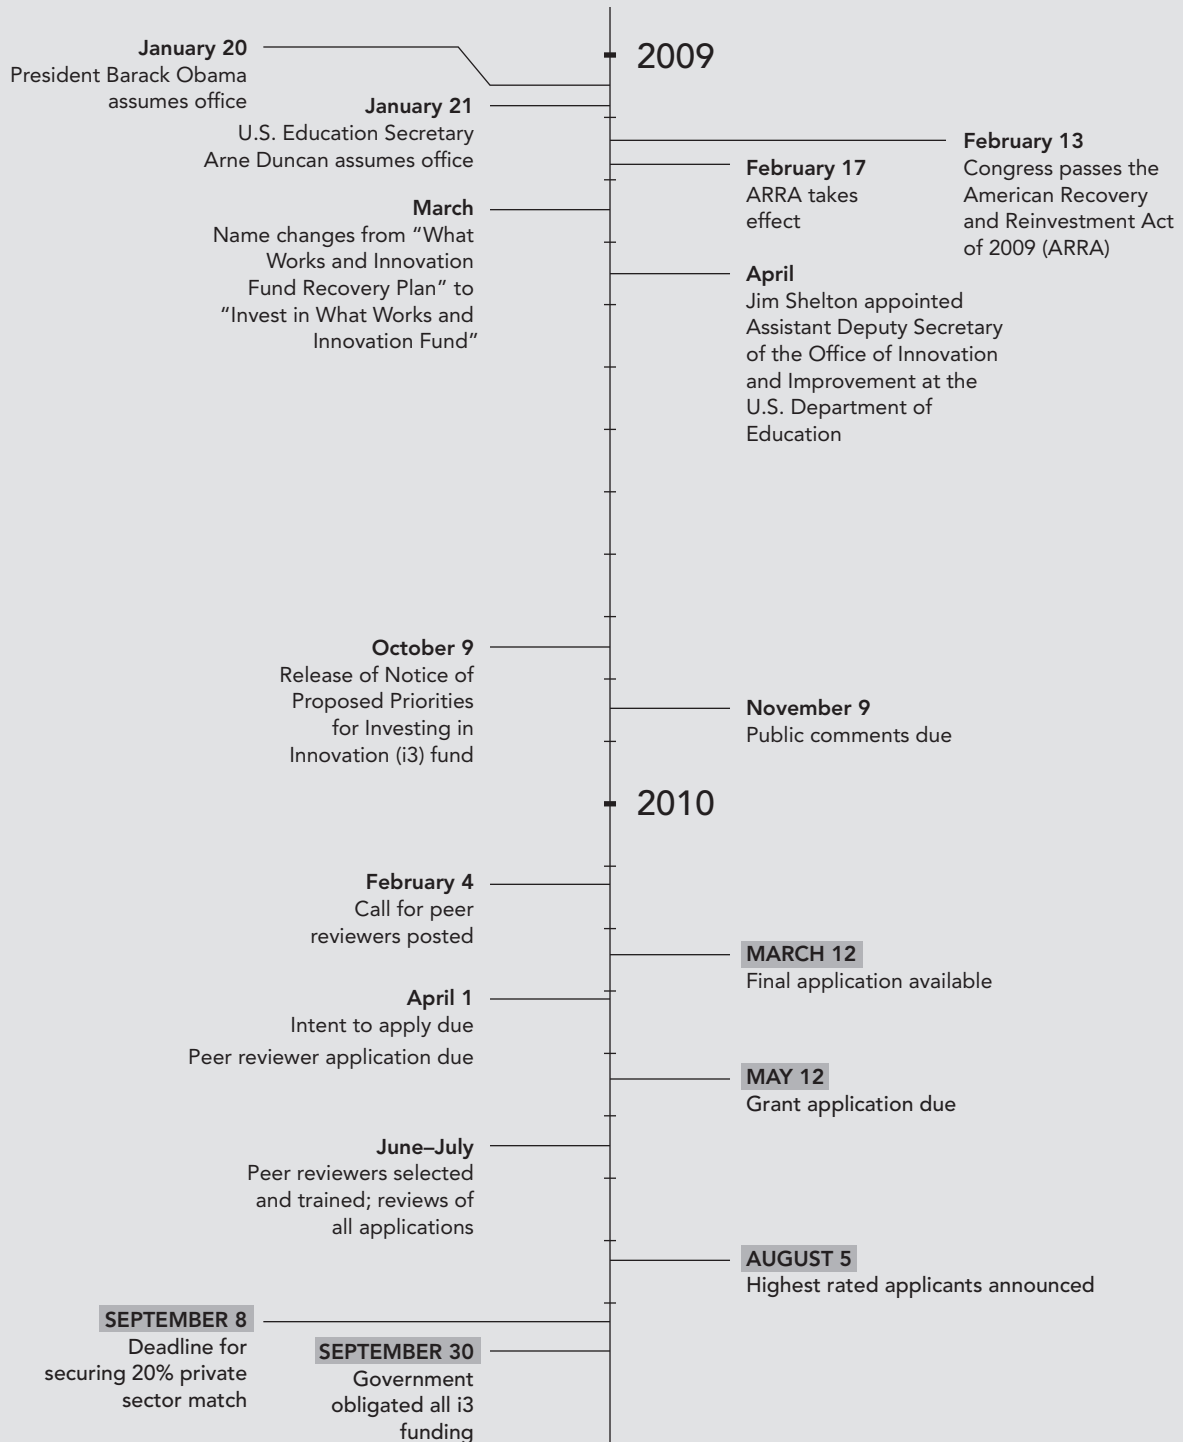 2009
January 20
President Barack Obama
assumes office
January 21
U.S. Education Secretary
Arne Duncan assumes office
February 13
Congress passes the
American Recovery
and Reinvestment Act
of 2009 (ARRA)
February 17
ARRA takes
effect
March
Name changes from “What
Works and Innovation
Fund Recovery Plan” to
“Invest in What Works and
Innovation Fund”
April
Jim Shelton appointed
Assistant Deputy Secretary
of the Office of Innovation
and Improvement at the
U.S. Department of
Education
October 9
Release of Notice of
Proposed Priorities
for Investing in
Innovation (i3) fund
November 9
Public comments due
2010
February 4
Call for peer
reviewers posted
MARCH 12
Final application available
April 1
Intent to apply due
Peer reviewer application due
MAY 12
Grant application due
June–July
Peer reviewers selected
and trained; reviews of
all applications
AUGUST 5
Highest rated applicants announced
SEPTEMBER 8
Deadline for
securing 20% private
sector match
SEPTEMBER 30
Government
obligated all i3
funding